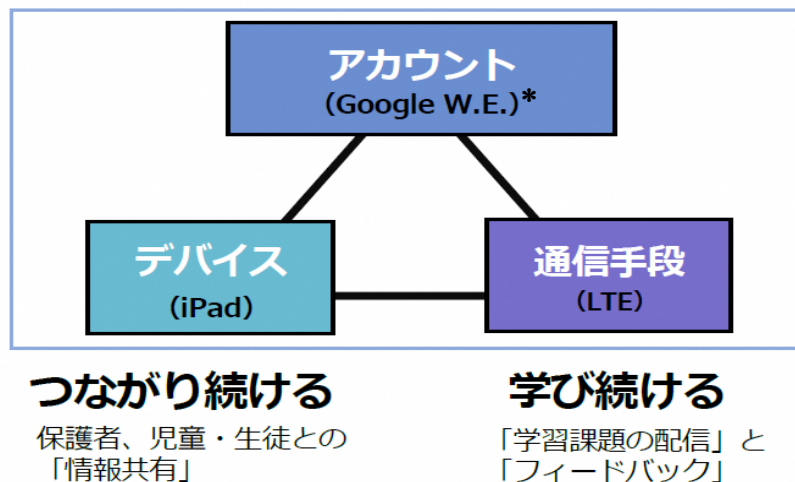 アカウント
(Google W.E.)*
デバイス
(iPad)
通信手段
(LTE)
つながり続ける
保護者、児童・生徒との
「情報共有」
学び続ける
「学習課題の配信」と
「フィードバック」